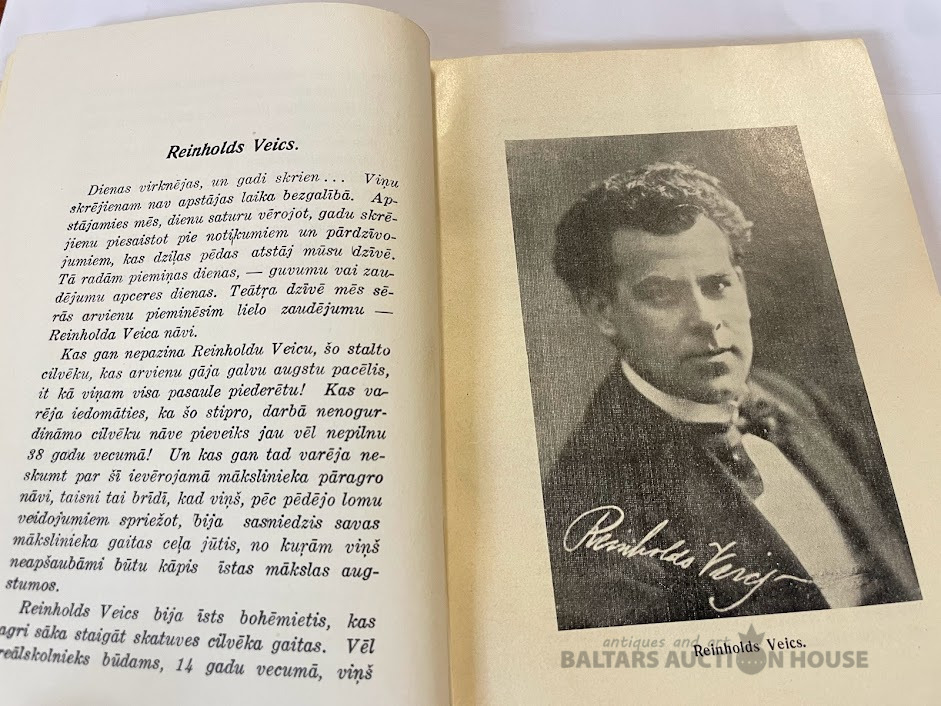 Reinholds Veics.
Dienas virknējas, un gadi skrien... Viņu
skrējienam nav apstājas laika bezgalībā. Ap-
stājamies mēs, dienu saturu vērojot, gadu skrē-
jienu piesaistot pie notikumiem un pārdzīvo-
jumiem, kas dziļas pēdas atstāj mūsu dzīvē.
Tā radām piemiņas dienas, — guvumu vai zau-
dējumu apceres dienas. Teātŗa dzīvē mēs sē-
rās arvienu pieminēsim lielo zaudējumu —
Reinholda Veica nāvi.
Kas gan nepazina Reinholdu Veicu, šo stalto
cilvēku, kas arvienu gāja galvu augstu pacēlis,
it kā viņam visa pasaule piederētu! Kas va-
rēja iedomāties, ka šo stipro, darbā nenogur-
dināmo cilvēku nāve pieveiks jau vēl nepilnu
38 gadu vecumā! Un kas gan tad varēja ne-
skumt par šī ievērojamā mākslinieka pāragro
nāvi, taisni tai brīdī, kad viņš, pēc pēdējo lomu
veidojumiem spriežot, bija sasniedzis savas
mākslinieka gaitas ceļa jūtis, no kuŗām viņš
neapšaubāmi būtu kāpis īstas mākslas aug-
stumos.
Reinholds Veics bija īsts bohēmietis, kas
agri sāka staigāt skatuves cilvēka gaitas. Vēl
reālskolnieks būdams, 14 gadu vecumā, viņš
Reinholds Veics
Reinholds Veics.
antiques and art
BALTARS AUCTION HOUSE